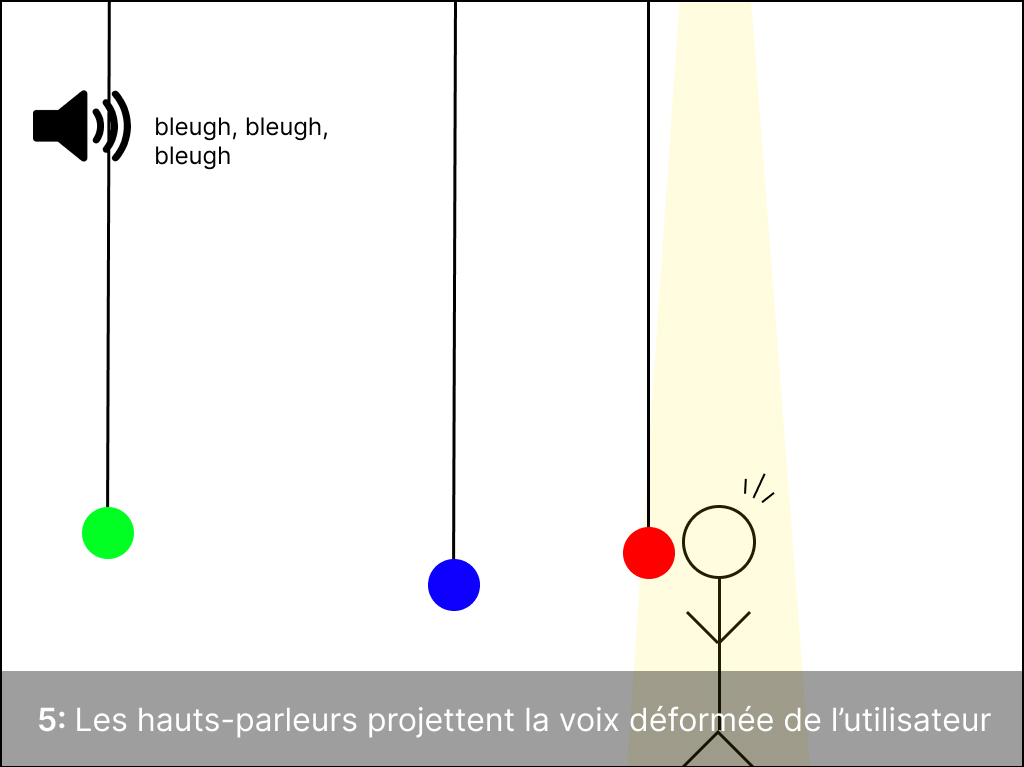 bleugh, bleugh,
bleugh
5: Les hauts-parleurs projettent la voix déformée de l’utilisateur